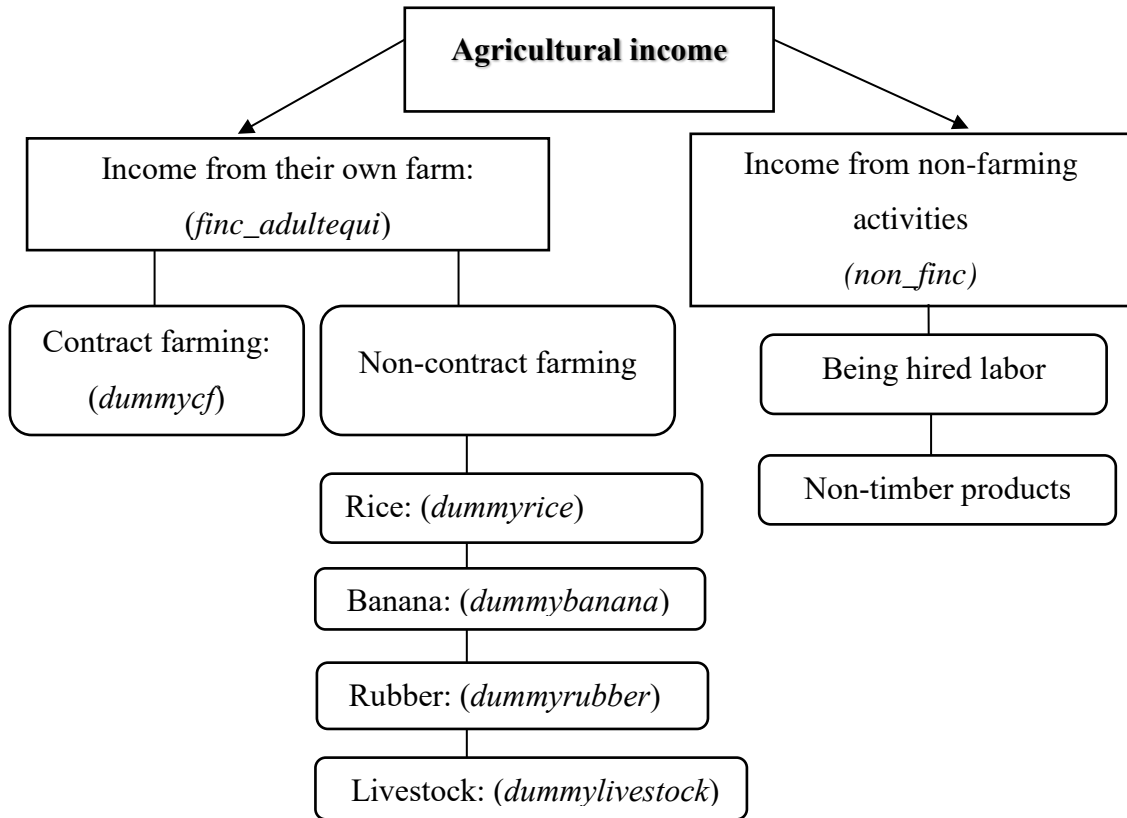 Agricultural income
Income from their own farm:
(finc_adultequi)
Income from non-farming
activities
(non_finc)
Contract farming:
(dummycf)
Non-contract farming
Being hired labor
Non-timber products
Rice: (dummyrice)
Banana: (dummybanana)
Rubber: (dummyrubber)
Livestock: (dummylivestock)